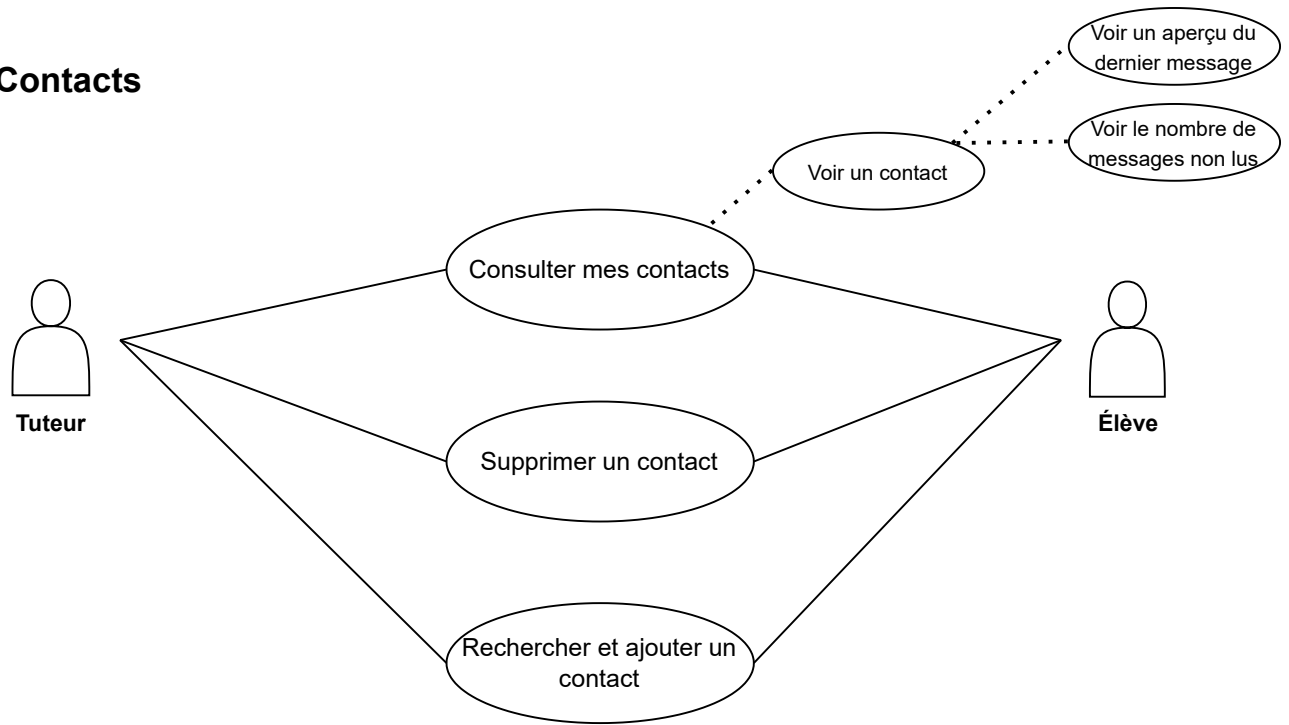 Contacts
Voir un aperçu du
dernier message
Voir le nombre de
messages non lus
Voir un contact
Consulter mes contacts
Tuteur
Élève
Supprimer un contact
Rechercher et ajouter un
contact